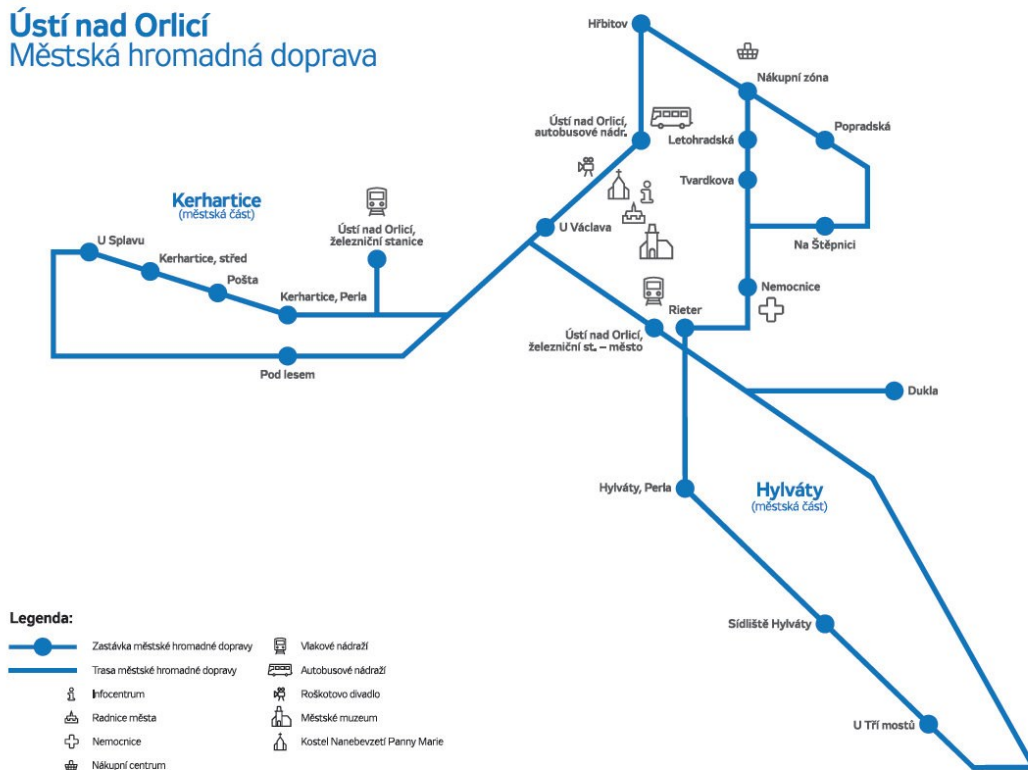 Ústí nad Orlicí
Městská hromadná doprava
Hřbitov
Nákupní zóna
Ústí nad Orlicí,
autobusové nádr.
Letohradská
Popradská
Tvardkova
Kerhartice
(městská část)
Ústí nad Orlicí,
železniční stanice
U Václava
Na Štěpnici
U Splavu
Kerhartice, střed
Pošta
Kerhartice, Perla
Nemocnice
Rieter
Ústí nad Orlicí,
železniční st. – město
Pod lesem
Dukla
Hylváty, Perla
Hylváty
(městská část)
Sídliště Hylváty
U Tří mostů
Legenda:
Zastávka městské hromadné dopravy
Trasa městské hromadné dopravy
Infocentrum
Radnice města
Nemocnice
Nákupní centrum
Vlakové nádraží
Autobusové nádraží
Roškotovo divadlo
Městské muzeum
Kostel Nanebevzetí Panny Marie